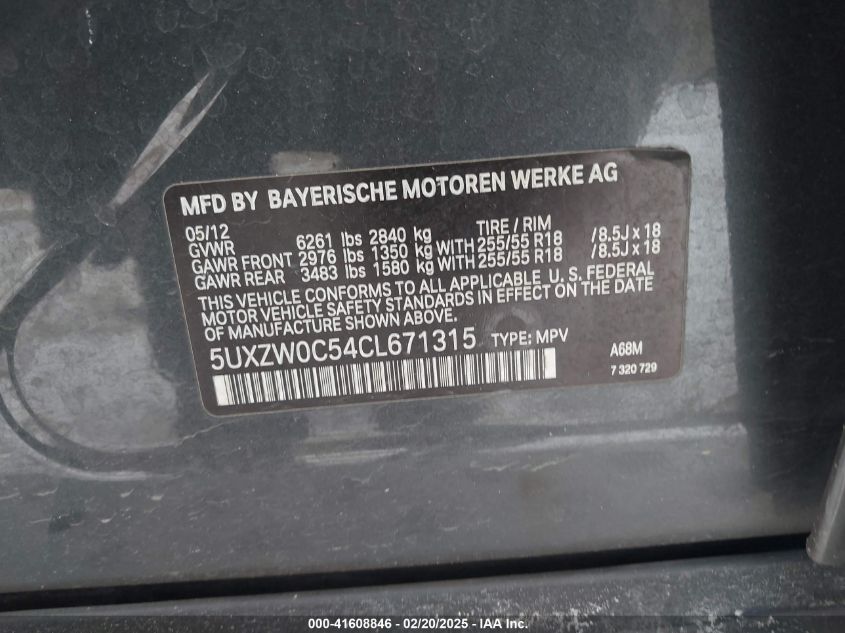 MFD BY BAYERISCHE MOTOREN WERKE AG
05/12 TIRE / RIM
GVWR 6261 lbs 2840 kg
GAWR FRONT 2976 lbs 1350 kg WITH 255/55 R18 / 8.5J x 18
GAWR REAR 3483 lbs 1580 kg WITH 255/55 R18 / 8.5J x 18
THIS VEHICLE CONFORMS TO ALL APPLICABLE U. S. FEDERAL
MOTOR VEHICLE SAFETY STANDARDS IN EFFECT ON THE DATE
OF MANUFACTURE SHOWN ABOVE.
5UXZW0C54CL671315 TYPE: MPV A68M
7 320 729
000-41608846 - 02/20/2025 - IAA Inc.